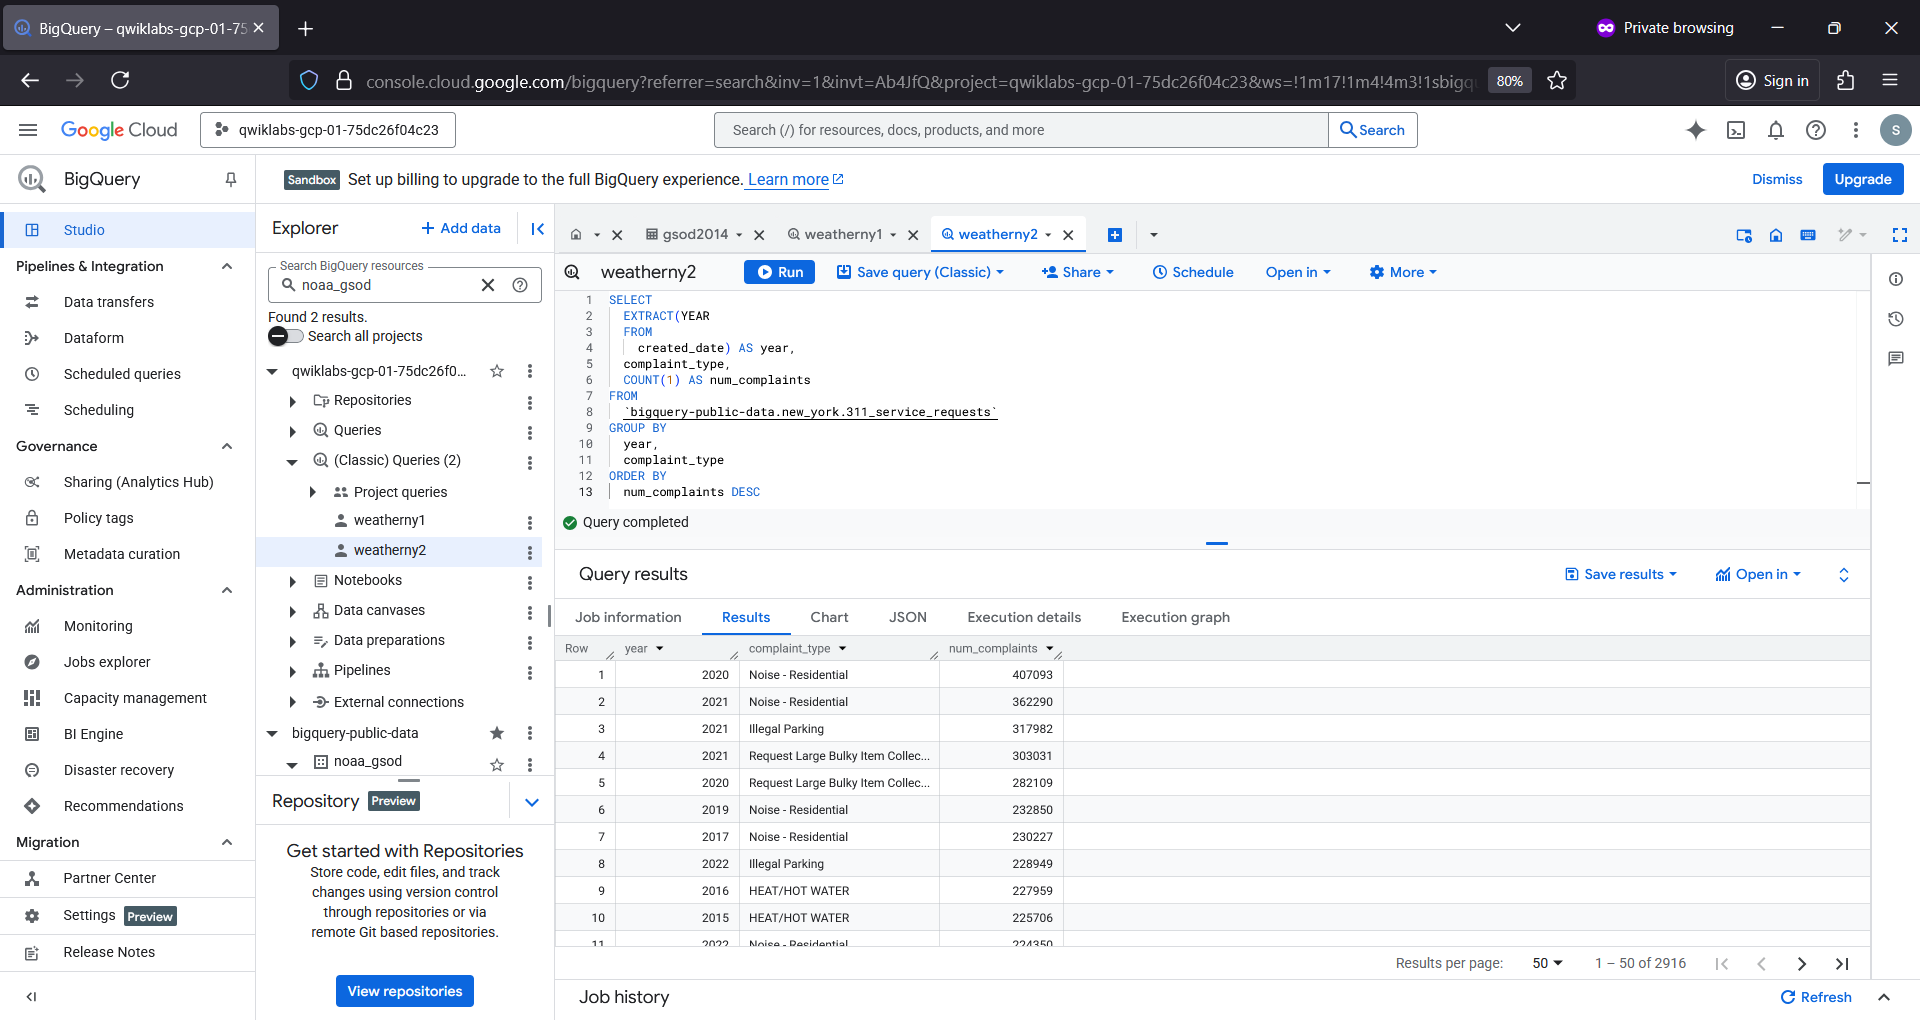 BigQuery – qwiklabs-gcp-01-75
Private browsing
console.cloud.google.com/bigquery?referrer=search&inv=1&invt=Ab4JfQ&project=qwiklabs-gcp-01-75dc26f04c23&ws=!1m17!1m4!4m3!1sbigqu
80%
Sign in
Google Cloud
qwiklabs-gcp-01-75dc26f04c23
Search (/) for resources, docs, products, and more
Search
S
BigQuery
Sandbox Set up billing to upgrade to the full BigQuery experience. Learn more
Dismiss
Upgrade
Studio
Pipelines & Integration
Data transfers
Dataform
Scheduled queries
Scheduling
Governance
Sharing (Analytics Hub)
Policy tags
Metadata curation
Administration
Monitoring
Jobs explorer
Capacity management
BI Engine
Disaster recovery
Recommendations
Migration
Partner Center
Settings Preview
Release Notes
Explorer
+ Add data
Search BigQuery resources
noaa_gsod
Found 2 results.
Search all projects
qwiklabs-gcp-01-75dc26f0...
Repositories
Queries
(Classic) Queries (2)
Project queries
weatherny1
weatherny2
Notebooks
Data canvases
Data preparations
Pipelines
External connections
bigquery-public-data
noaa_gsod
Repository Preview
Get started with Repositories
Store code, edit files, and track
changes using version control
through repositories or via
remote Git based repositories.
View repositories
gsod2014
weatherny1
weatherny2
weatherny2
Run
Save query (Classic)
Share
Schedule
Open in
More
1 SELECT
2 EXTRACT(YEAR
3 FROM
4 created_date) AS year,
5 complaint_type,
6 COUNT(1) AS num_complaints
7 FROM
8 `bigquery-public-data.new_york.311_service_requests`
9 GROUP BY
10 year,
11 complaint_type
12 ORDER BY
13 num_complaints DESC
Query completed
Query results
Save results
Open in
Job information
Results
Chart
JSON
Execution details
Execution graph
Row year complaint_type num_complaints
1 2020 Noise - Residential 407093
2 2021 Noise - Residential 362290
3 2021 Illegal Parking 317982
4 2021 Request Large Bulky Item Collec... 303031
5 2020 Request Large Bulky Item Collec... 282109
6 2019 Noise - Residential 232850
7 2017 Noise - Residential 230227
8 2022 Illegal Parking 228949
9 2016 HEAT/HOT WATER 227959
10 2015 HEAT/HOT WATER 225706
11 2022 Noise - Residential 224350
Results per page: 50 1 – 50 of 2916
Job history
Refresh